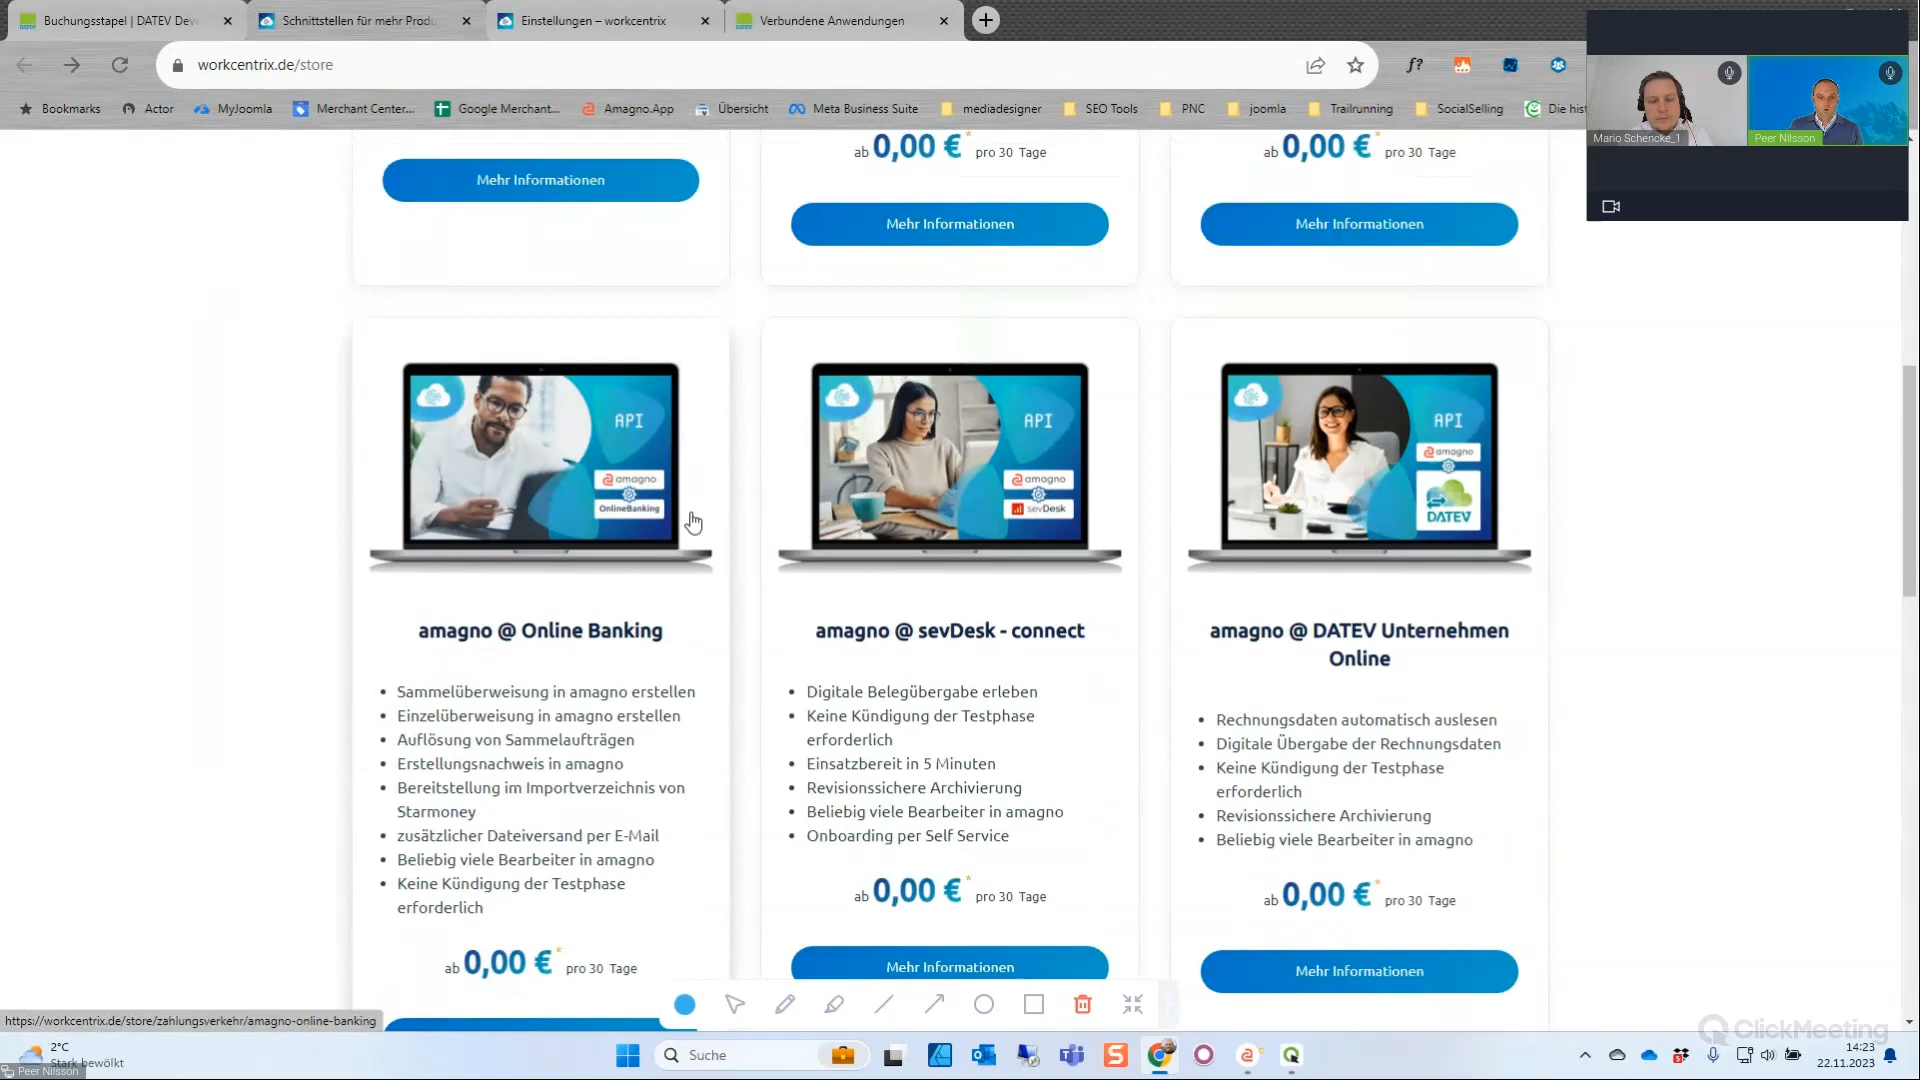 Buchungsstapel | DATEV Dev
Schnittstellen für mehr Produ
Einstellungen – workcentrix
Verbundene Anwendungen
workcentrix.de/store
f?
Bookmarks
Actor
MyJoomla
Merchant Center...
Google Merchant...
Amagno.App
Übersicht
Meta Business Suite
mediadesigner
SEO Tools
PNC
joomla
Trailrunning
SocialSelling
Die hist
Mario Schencke_1
Peer Nilsson
ab 0,00 €* pro 30 Tage
ab 0,00 €* pro 30 Tage
Mehr Informationen
Mehr Informationen
Mehr Informationen
API
amagno
OnlineBanking
API
amagno
sevDesk
API
amagno
DATEV
amagno @ Online Banking
• Sammelüberweisung in amagno erstellen
• Einzelüberweisung in amagno erstellen
• Auflösung von Sammelaufträgen
• Erstellungsnachweis in amagno
• Bereitstellung im Importverzeichnis von
Starmoney
• zusätzlicher Dateiversand per E-Mail
• Beliebig viele Bearbeiter in amagno
• Keine Kündigung der Testphase
erforderlich
ab 0,00 €* pro 30 Tage
amagno @ sevDesk - connect
• Digitale Belegübergabe erleben
• Keine Kündigung der Testphase
erforderlich
• Einsatzbereit in 5 Minuten
• Revisionssichere Archivierung
• Beliebig viele Bearbeiter in amagno
• Onboarding per Self Service
ab 0,00 €* pro 30 Tage
Mehr Informationen
amagno @ DATEV Unternehmen
Online
• Rechnungsdaten automatisch auslesen
• Digitale Übergabe der Rechnungsdaten
• Keine Kündigung der Testphase
erforderlich
• Revisionssichere Archivierung
• Beliebig viele Bearbeiter in amagno
ab 0,00 €* pro 30 Tage
Mehr Informationen
https://workcentrix.de/store/zahlungsverkehr/amagno-online-banking
ClickMeeting
2°C
Stark bewölkt
Peer Nilsson
Suche
14:23
22.11.2023